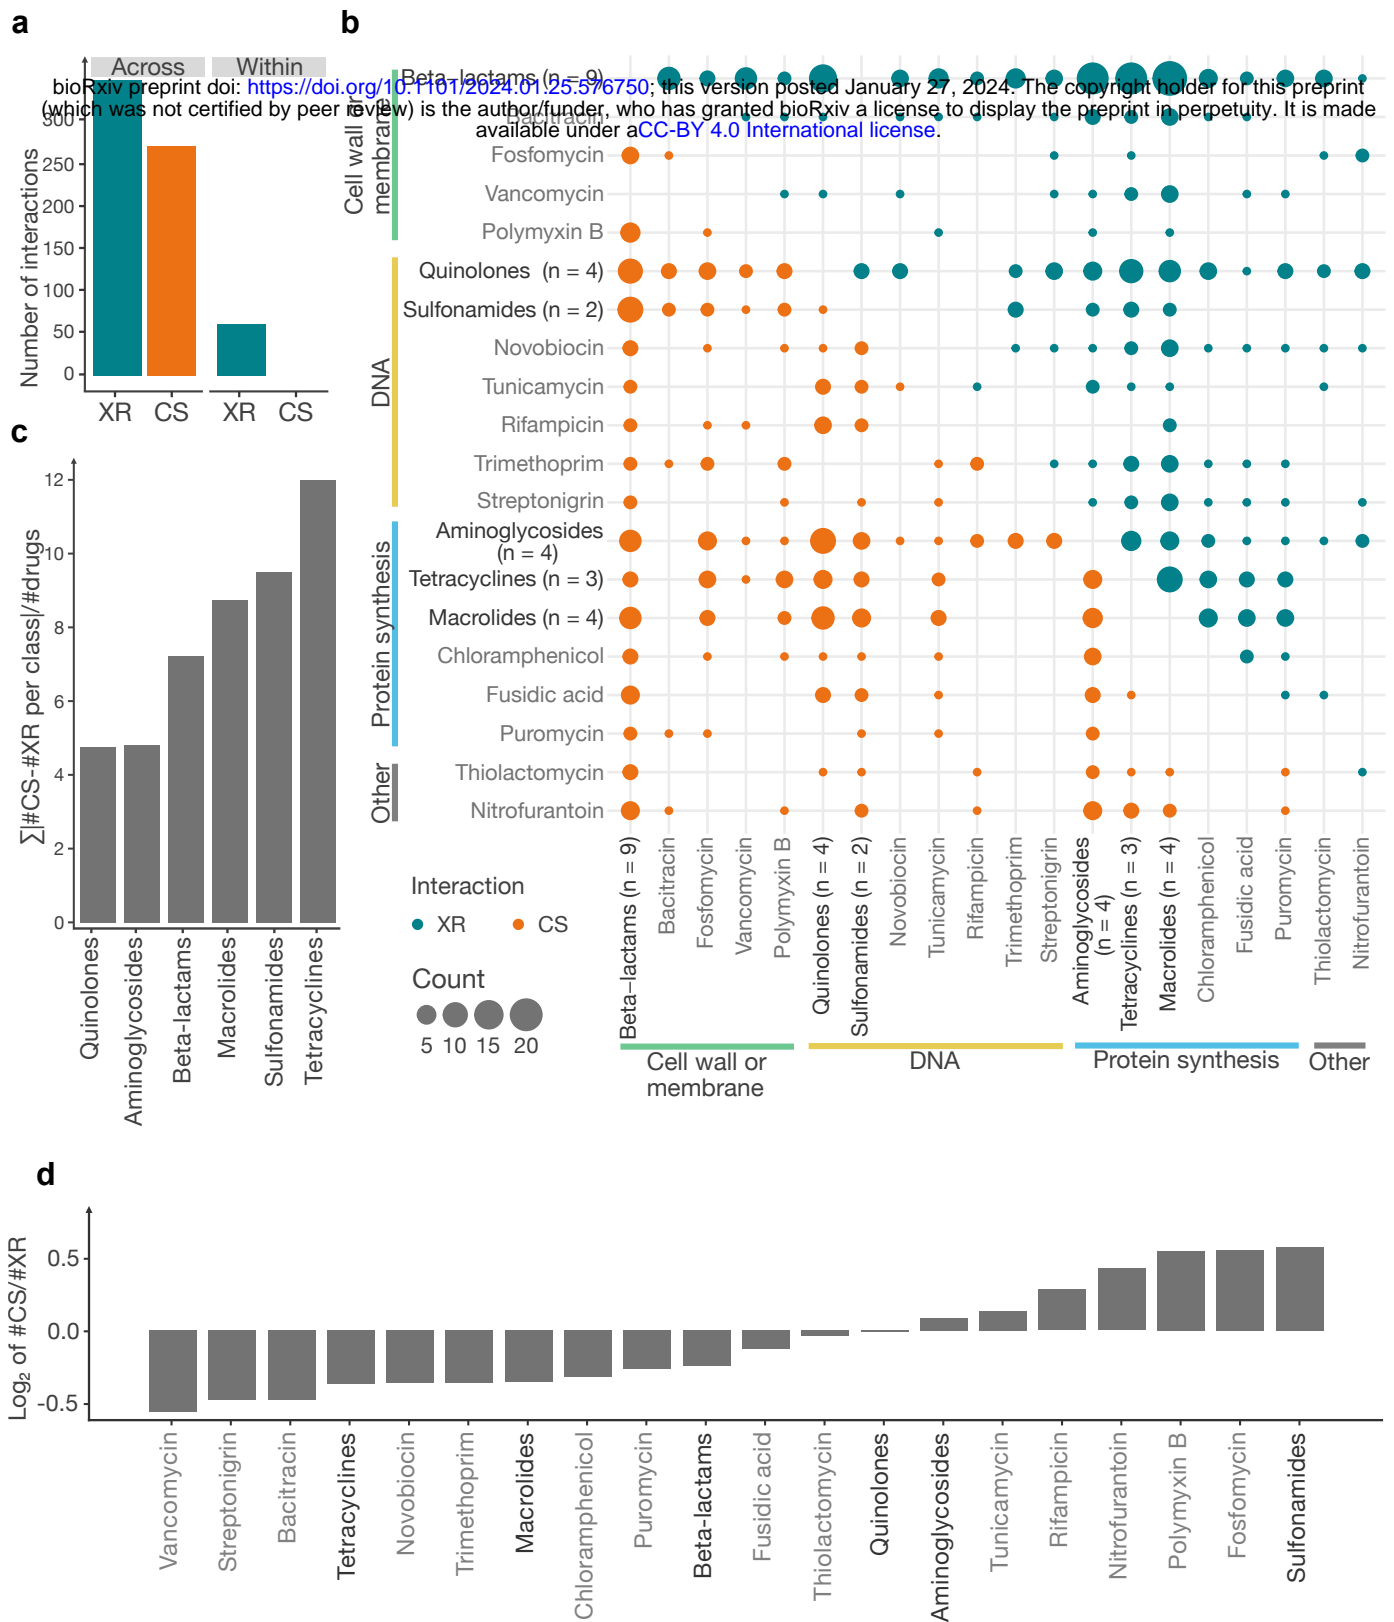 a
b
Across
Within
Beta−lactams (n = 9)
bioRxiv preprint doi: https://doi.org/10.1101/2024.01.25.576750; this version posted January 27, 2024. The copyright holder for this preprint
(which was not certified by peer review) is the author/funder, who has granted bioRxiv a license to display the preprint in perpetuity. It is made
available under aCC-BY 4.0 International license.
Number of interactions
300
250
200
150
100
50
0
XR
CS
XR
CS
Cell wall or
membrane
Bacitracin
Fosfomycin
Vancomycin
Polymyxin B
DNA
Quinolones (n = 4)
Sulfonamides (n = 2)
Novobiocin
Tunicamycin
Rifampicin
Trimethoprim
Streptonigrin
Protein synthesis
Aminoglycosides
(n = 4)
Tetracyclines (n = 3)
Macrolides (n = 4)
Chloramphenicol
Fusidic acid
Puromycin
Other
Thiolactomycin
Nitrofurantoin
Beta−lactams (n = 9)
Bacitracin
Fosfomycin
Vancomycin
Polymyxin B
Quinolones (n = 4)
Sulfonamides (n = 2)
Novobiocin
Tunicamycin
Rifampicin
Trimethoprim
Streptonigrin
Aminoglycosides
(n = 4)
Tetracyclines (n = 3)
Macrolides (n = 4)
Chloramphenicol
Fusidic acid
Puromycin
Thiolactomycin
Nitrofurantoin
Cell wall or
membrane
DNA
Protein synthesis
Other
Interaction
XR
CS
Count
5 10 15 20
c
∑|#CS-#XR per class|/#drugs
12
10
8
6
4
2
0
Quinolones
Aminoglycosides
Beta-lactams
Macrolides
Sulfonamides
Tetracyclines
d
Log2 of #CS/#XR
0.5
0.0
-0.5
Vancomycin
Streptonigrin
Bacitracin
Tetracyclines
Novobiocin
Trimethoprim
Macrolides
Chloramphenicol
Puromycin
Beta-lactams
Fusidic acid
Thiolactomycin
Quinolones
Aminoglycosides
Tunicamycin
Rifampicin
Nitrofurantoin
Polymyxin B
Fosfomycin
Sulfonamides